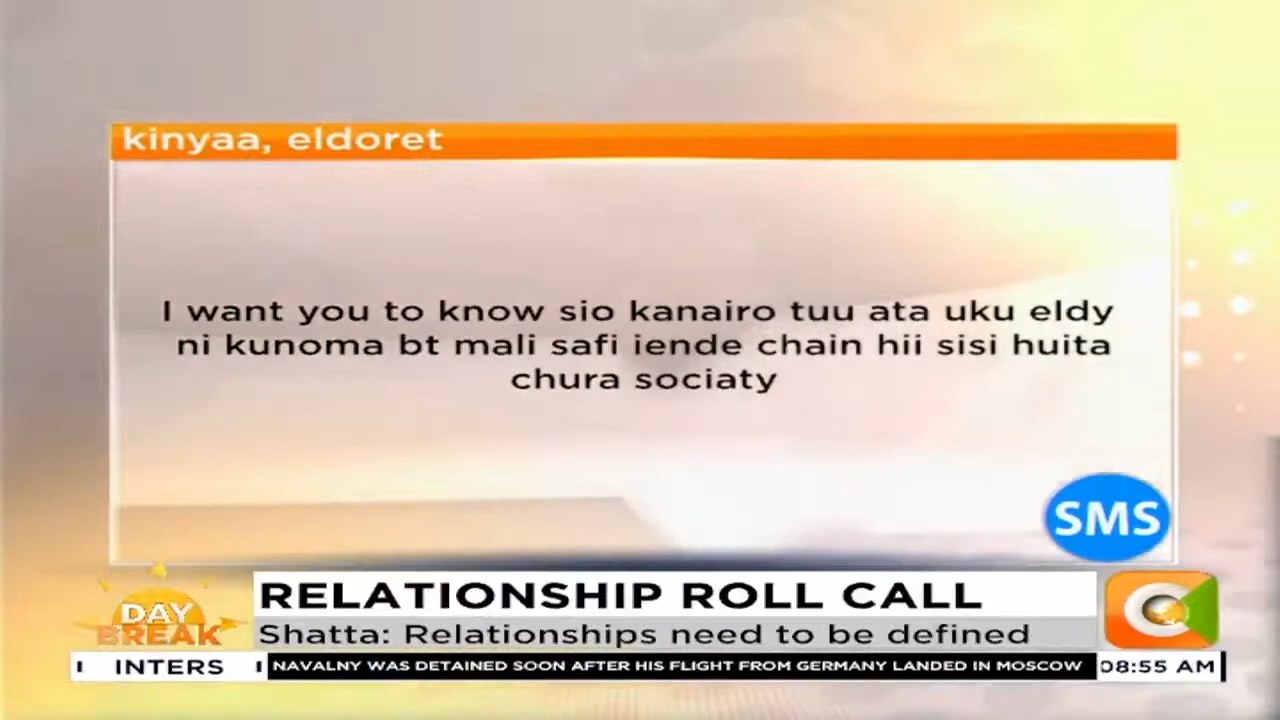 kinyaa, eldoret
I want you to know sio kanairo tuu ata uku eldy
ni kunoma bt mali safi iende chain hii sisi huita
chura sociaty
SMS
DAY
BREAK
RELATIONSHIP ROLL CALL
Shatta: Relationships need to be defined
INTERS
NAVALNY WAS DETAINED SOON AFTER HIS FLIGHT FROM GERMANY LANDED IN MOSCOW
08:55 AM